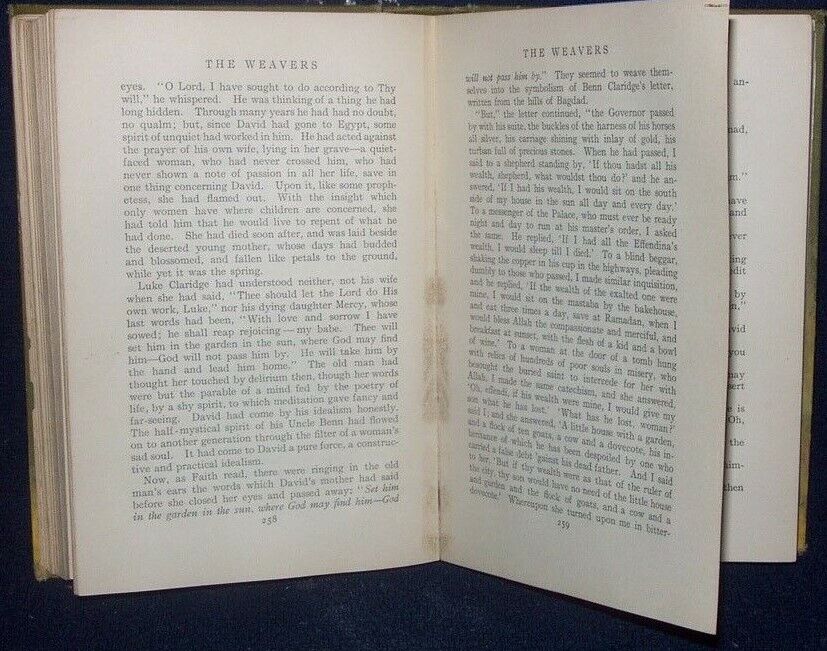 THE WEAVERS
eyes. "O Lord, I have sought to do according to Thy
will," he whispered. He was thinking of a thing he had
long hidden. Through many years he had had no doubt,
no qualm; but, since David had gone to Egypt, some
spirit of unquiet had worked in him. He had acted against
the prayer of his own wife, lying in her grave—a quiet-
faced woman, who had never crossed him, who had
never shown a note of passion in all her life, save in
one thing concerning David. Upon it, like some proph-
etess, she had flamed out. With the insight which
only women have where children are concerned, she
had told him that he would live to repent of what he
had done. She had died soon after, and was laid beside
the deserted young mother, whose days had budded
and blossomed, and fallen like petals to the ground,
while yet it was the spring.
Luke Claridge had understood neither, not his wife
when she had said, "Thee should let the Lord do His
own work, Luke," nor his dying daughter Mercy, whose
last words had been, "With love and sorrow I have
sowed; he shall reap rejoicing—my babe. Thee will
set him in the garden in the sun, where God may find
him—God will not pass him by. He will take him by
the hand and lead him home." The old man had
thought her touched by delirium then, though her words
were but the parable of a mind fed by the poetry of
life, by a shy spirit, to which meditation gave fancy and
far-seeing. David had come by his idealism honestly.
The half-mystical spirit of his Uncle Benn had flowed
on to another generation through the filter of a woman's
sad soul. It had come to David a pure force, a construc-
tive and practical idealism.
Now, as Faith read, there were ringing in the old
man's ears the words which David's mother had said
before she closed her eyes and passed away: "Set him
in the garden in the sun, where God may find him—God
258
THE WEAVERS
will not pass him by." They seemed to weave them-
selves into the symbolism of Benn Claridge's letter,
written from the hills of Bagdad.
"But," the letter continued, "the Governor passed
by with his suite, the buckles of the harness of his horses
all silver, his carriage shining with inlay of gold, his
turban full of precious stones. When he had passed, I
said to a shepherd standing by, 'If thou hadst all his
wealth, shepherd, what wouldst thou do?' and he an-
swered, 'If I had his wealth, I would sit on the south
side of my house in the sun all day and every day.'
To a messenger of the Palace, who must be ready
night and day to run at his master's order, I asked
the same. He replied, 'If I had all the Effendina's
wealth, I would sleep till I died.' To a blind beggar,
shaking the copper in his cup in the highways, pleading
dumbly to those who passed, I made similar inquisition,
and he replied, 'If the wealth of the exalted one were
mine, I would sit on the mastaba by the bakehouse,
and eat three times a day, save at Ramadan, when I
would bless Allah the compassionate and merciful, and
breakfast at sunset, with the flesh of a kid and a bowl
of wine.' To a woman at the door of a tomb hung
with relics of hundreds of poor souls in misery, who
besought the buried saint to intercede for her with
Allah, I made the same catechism, and she answered,
'Oh, effendi, if his wealth were mine, I would give my
son what he has lost.' 'What has he lost, woman?'
said I; and she answered, 'A little house with a garden,
and a flock of ten goats, a cow and a dovecote, his in-
heritance of which he has been despoiled by one who
carried a false debt 'gainst his dead father. And I said
to her, 'But if thy wealth were as that of the ruler of
the city, thy son would have no need of the little house
and garden and the flock of goats, and a cow and a
dovecote.' Whereupon she turned upon me in bitter-
259
an-
m."
have
and
ever
edit
by
n,"
vid
you
may
sert
e is
Oh,
the
him-
then